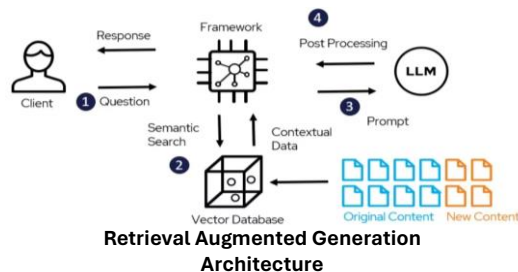 Framework
4
Response
Post Processing
LLM
Client
1 Question
3
Prompt
Semantic
Search
Contextual
Data
2
Vector Database
Original Content New Content
Retrieval Augmented Generation
Architecture